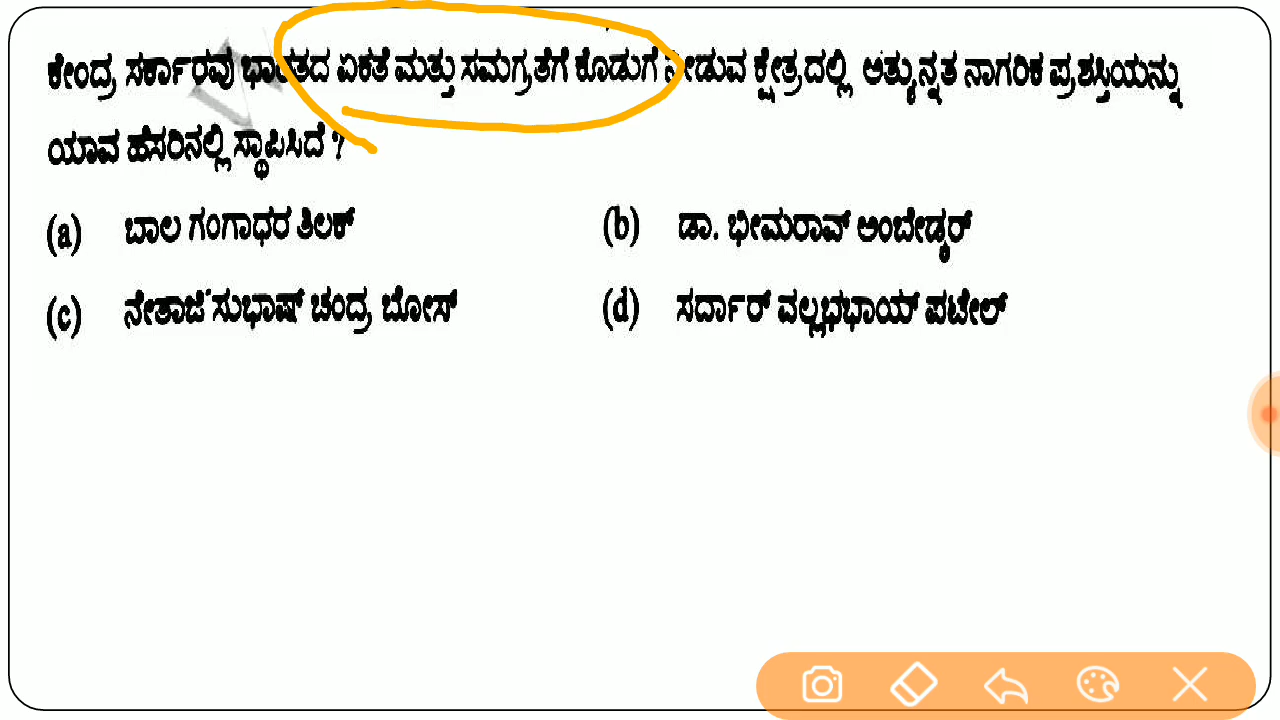 ಕೇಂದ್ರ ಸರ್ಕಾರವು ಭಾರತದ ಏಕತೆ ಮತ್ತು ಸಮಗ್ರತೆಗೆ ಕೊಡುಗೆ ನೀಡುವ ಕ್ಷೇತ್ರದಲ್ಲಿ ಅತ್ಯುನ್ನತ ನಾಗರಿಕ ಪ್ರಶಸ್ತಿಯನ್ನು
ಯಾವ ಹೆಸರಿನಲ್ಲಿ ಸ್ಥಾಪಿಸಿದೆ ?
(a) ಬಾಲ ಗಂಗಾಧರ ತಿಲಕ್ (b) ಡಾ. ಭೀಮರಾವ್ ಅಂಬೇಡ್ಕರ್
(c) ನೇತಾಜಿ ಸುಭಾಷ್ ಚಂದ್ರ ಬೋಸ್ (d) ಸರ್ದಾರ್ ವಲ್ಲಭಭಾಯ್ ಪಟೇಲ್